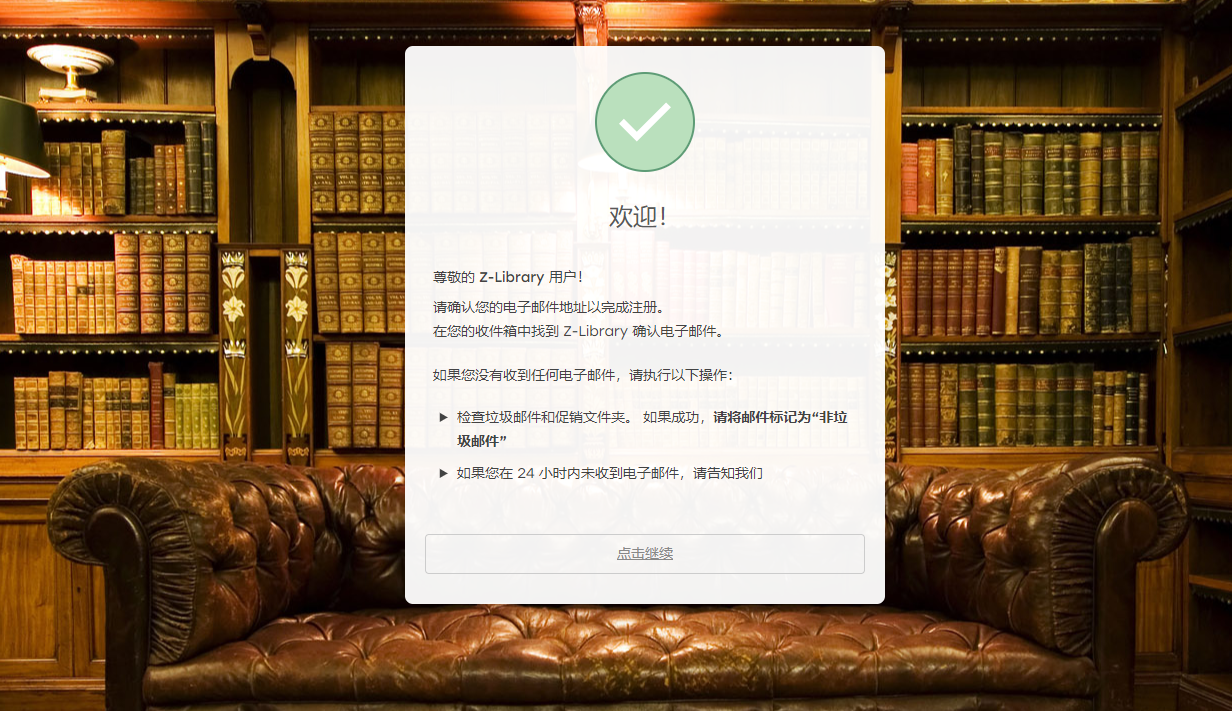 欢迎！
尊敬的 Z-Library 用户！
请确认您的电子邮件地址以完成注册。
在您的收件箱中找到 Z-Library 确认电子邮件。
如果您没有收到任何电子邮件，请执行以下操作：
▶ 检查垃圾邮件和促销文件夹。 如果成功，请将邮件标记为“非垃
圾邮件”
▶ 如果您在 24 小时内未收到电子邮件，请告知我们
点击继续